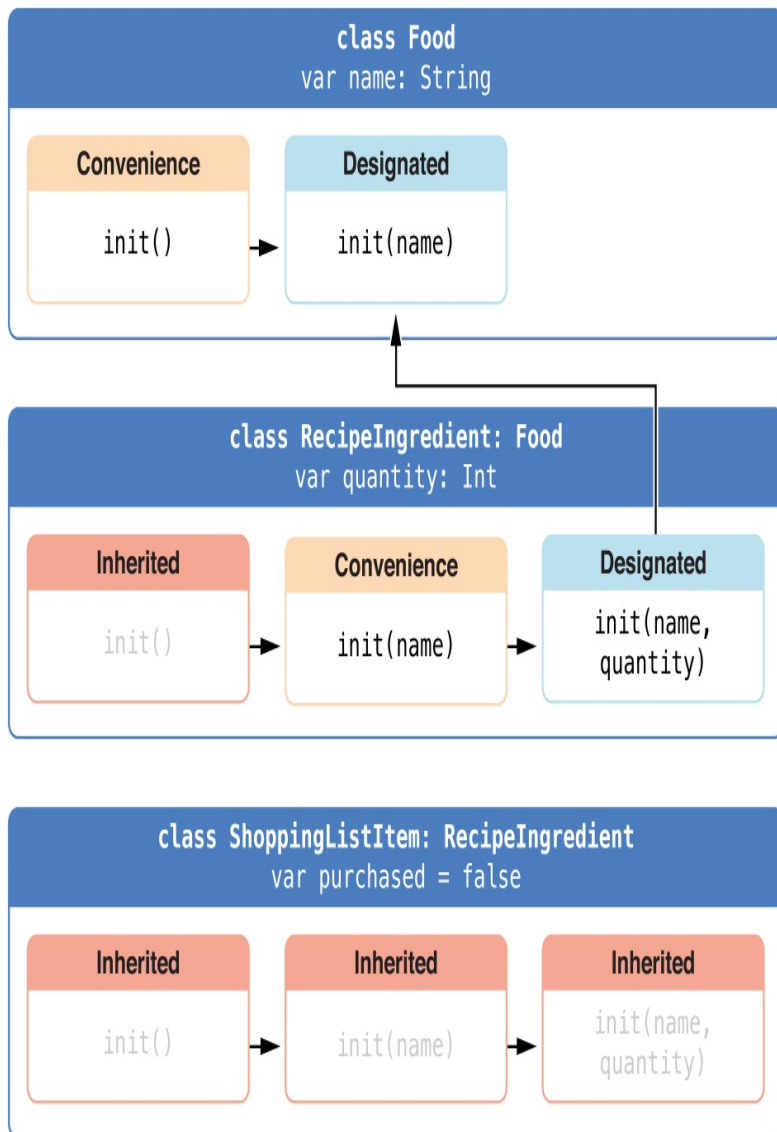 class Food
var name: String
Convenience
Designated
init()
init(name)
class RecipeIngredient: Food
var quantity: Int
Inherited
Convenience
Designated
init()
init(name)
init(name,
quantity)
class ShoppingListItem: RecipeIngredient
var purchased = false
Inherited
Inherited
Inherited
init()
init(name)
init(name,
quantity)